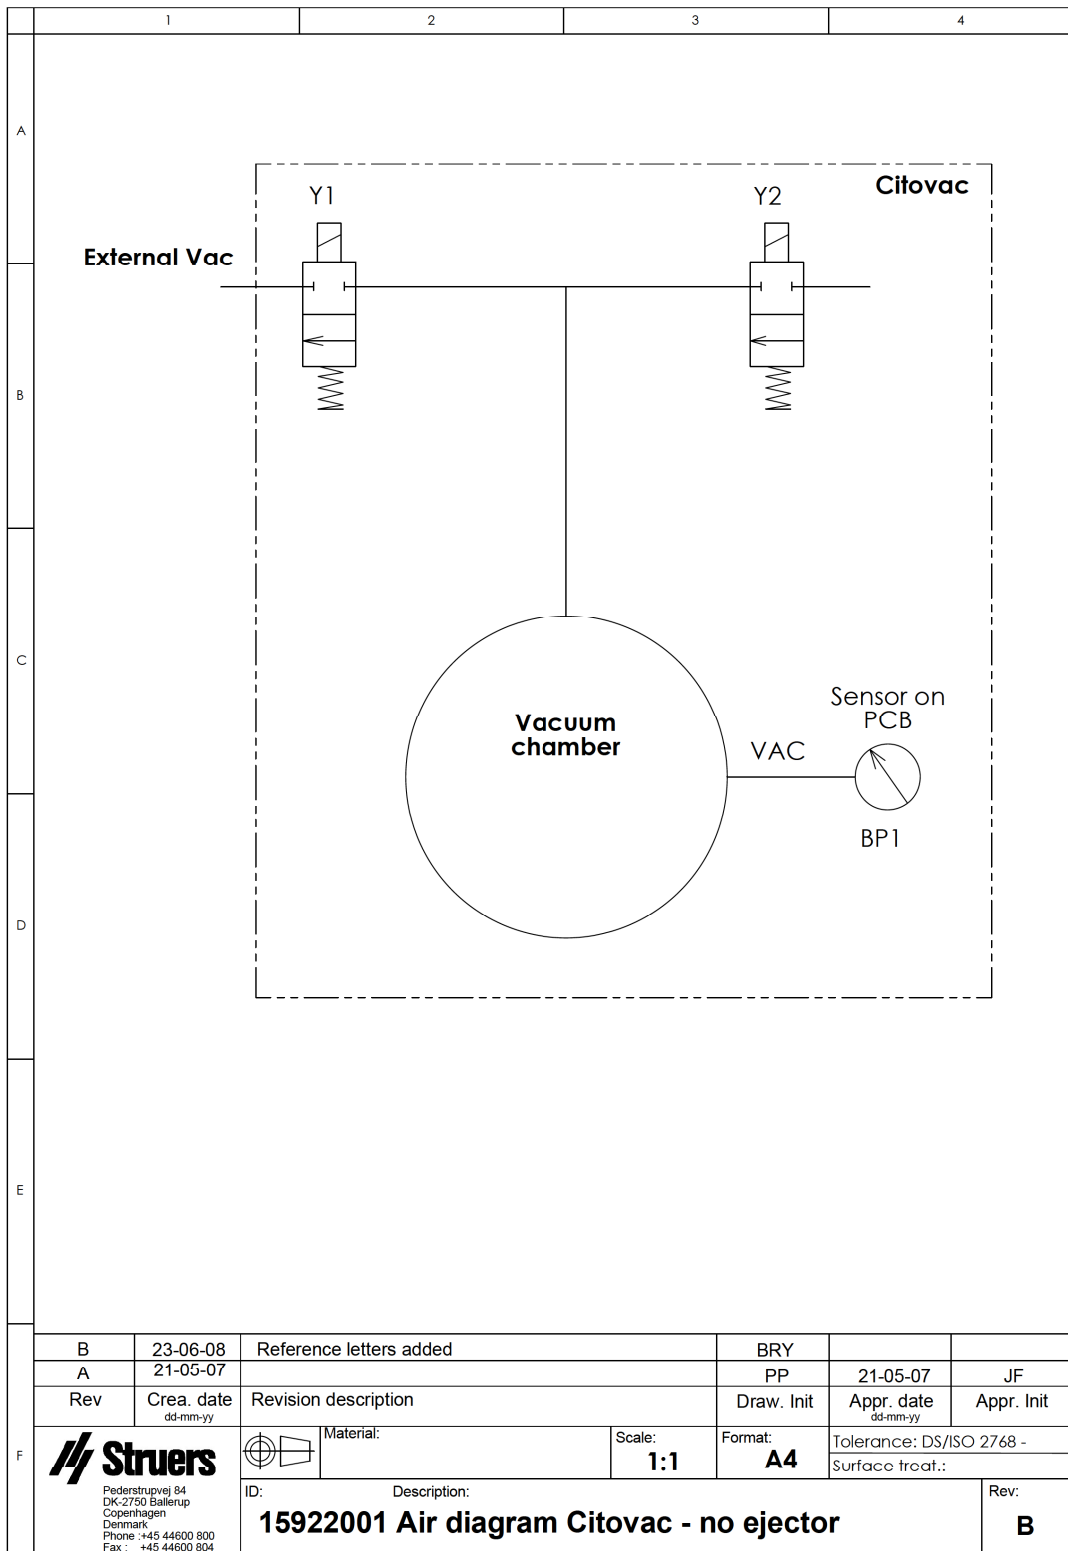 1 2 3 4
A
Y1 Y2 Citovac
External Vac
B
C
Sensor on
PCB
Vacuum
chamber
VAC
BP1
D
E
B 23-06-08 Reference letters added BRY
A 21-05-07 PP 21-05-07 JF
Rev Crea. date Revision description Draw. Init Appr. date Appr. Init
dd-mm-yy dd-mm-yy
F
Struers
Material:
Scale:
1:1
Format:
A4
Tolerance: DS/ISO 2768 -
Surface treat.:
Pederstrupvej 84
DK-2750 Ballerup
Copenhagen
Denmark
Phone :+45 44600 800
Fax : +45 44600 804
ID: Description:
15922001 Air diagram Citovac - no ejector
Rev:
B